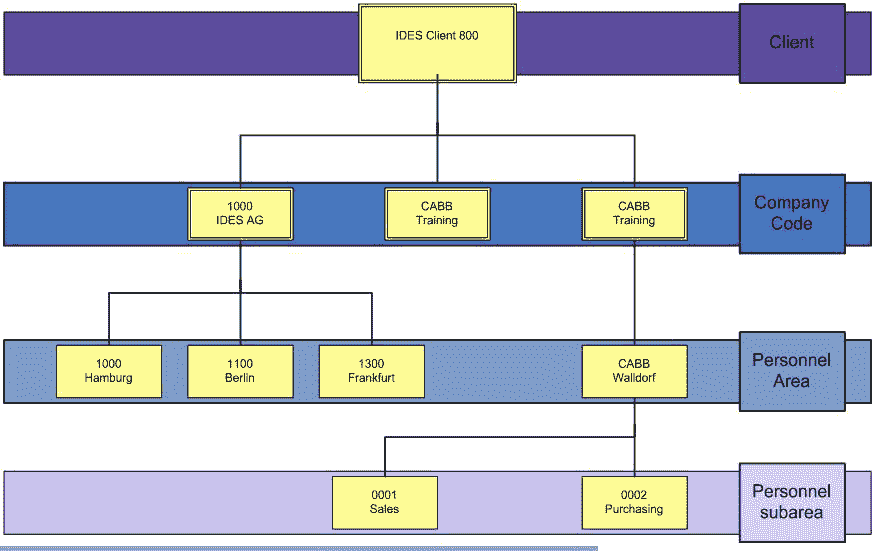 IDES Client 800
Client
1000
IDES AG
CABB
Training
CABB
Training
Company
Code
1000
Hamburg
1100
Berlin
1300
Frankfurt
CABB
Walldorf
Personnel
Area
0001
Sales
0002
Purchasing
Personnel
subarea